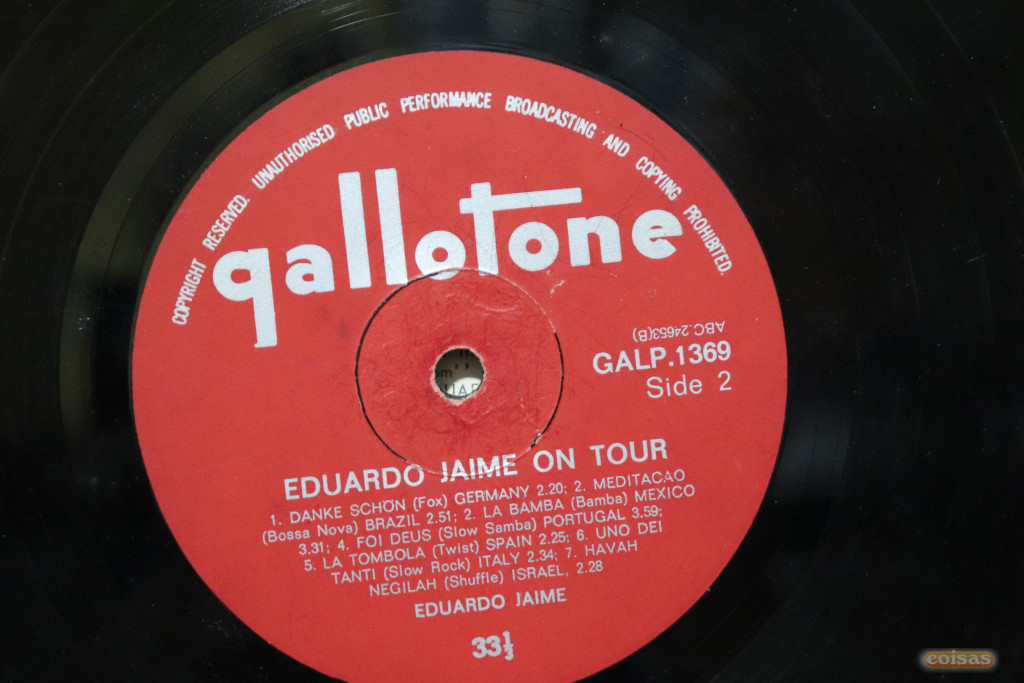 COPYRIGHT RESERVED. UNAUTHORISED PUBLIC PERFORMANCE BROADCASTING AND COPYING PROHIBITED.
gallotone
ABC.24653(B)
GALP.1369
Side 2
EDUARDO JAIME ON TOUR
1. DANKE SCHÖN (Fox) GERMANY 2.20; 2. MEDITACAO
(Bossa Nova) BRAZIL 2.51; 2. LA BAMBA (Bamba) MEXICO
3.31; 4. FOI DEUS (Slow Samba) PORTUGAL 3.59;
5. LA TOMBOLA (Twist) SPAIN 2.25; 6. UNO DEI
TANTI (Slow Rock) ITALY 2.34; 7. HAVAH
NEGILAH (Shuffle) ISRAEL, 2.28
EDUARDO JAIME
33⅓
coisas